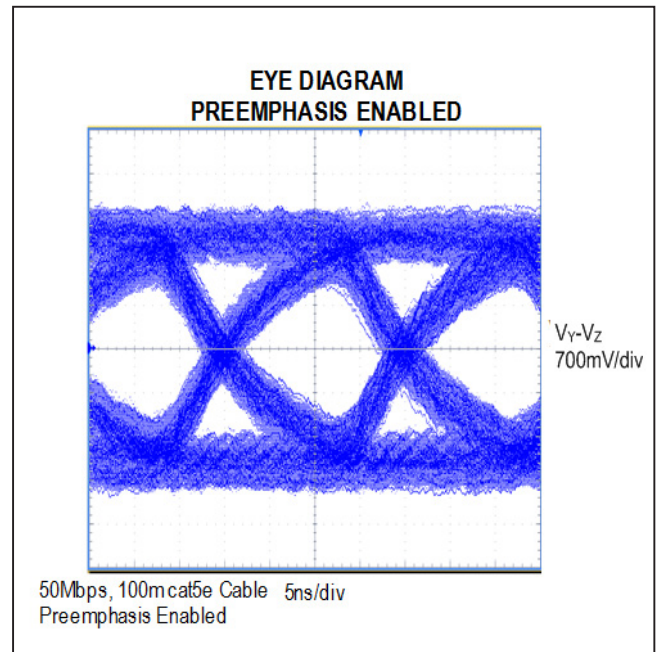 EYE DIAGRAM
PREEMPHASIS ENABLED
VY-VZ
700mV/div
50Mbps, 100m cat5e Cable 5ns/div
Preemphasis Enabled